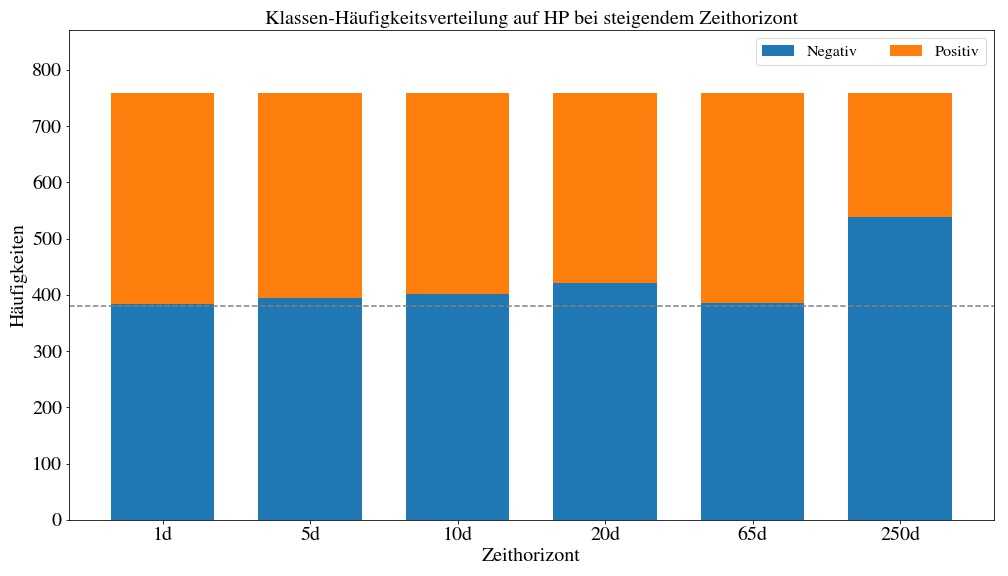 Klassen-Häufigkeitsverteilung auf HP bei steigendem Zeithorizont
Negativ Positiv
800
700
600
500
400
300
200
100
0
Häufigkeiten
1d 5d 10d 20d 65d 250d
Zeithorizont